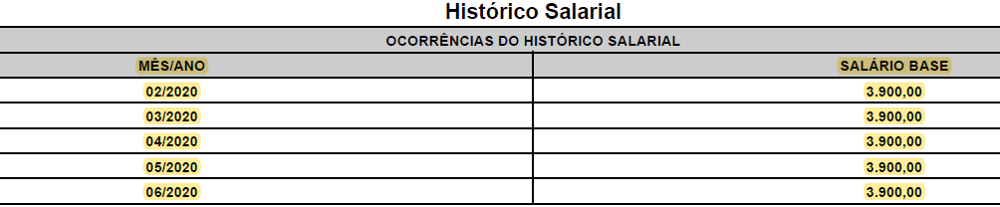 Histórico Salarial
OCORRÊNCIAS DO HISTÓRICO SALARIAL
MÊS/ANO SALÁRIO BASE
02/2020 3.900,00
03/2020 3.900,00
04/2020 3.900,00
05/2020 3.900,00
06/2020 3.900,00